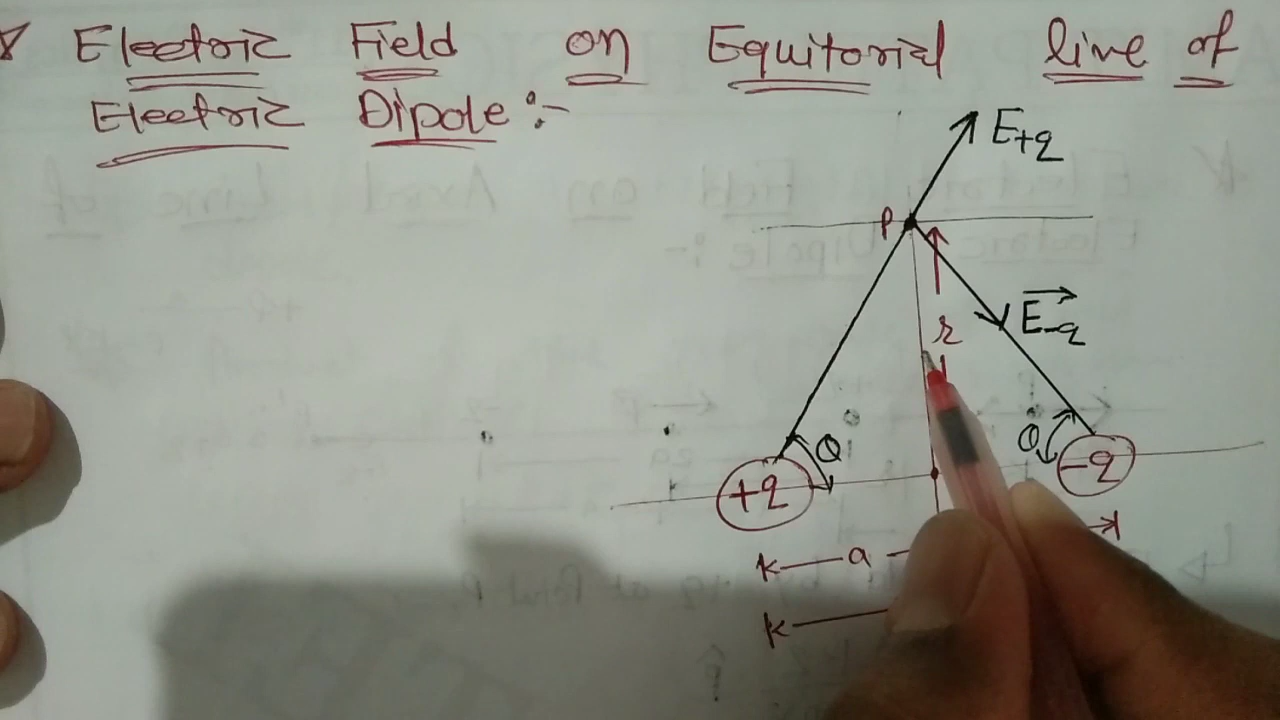 Electric Field on Equitorial line of
Electric Dipole :-
E+q
P
E-q
r
θ
θ
+q
-q
a